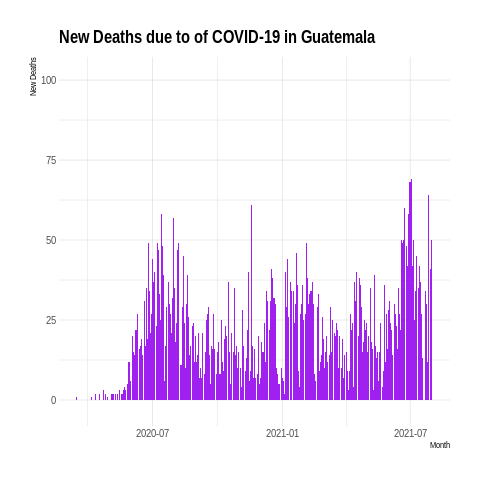 New Deaths due to of COVID-19 in Guatemala
New Deaths
100
75
50
25
0
2020-07
2021-01
2021-07
Month